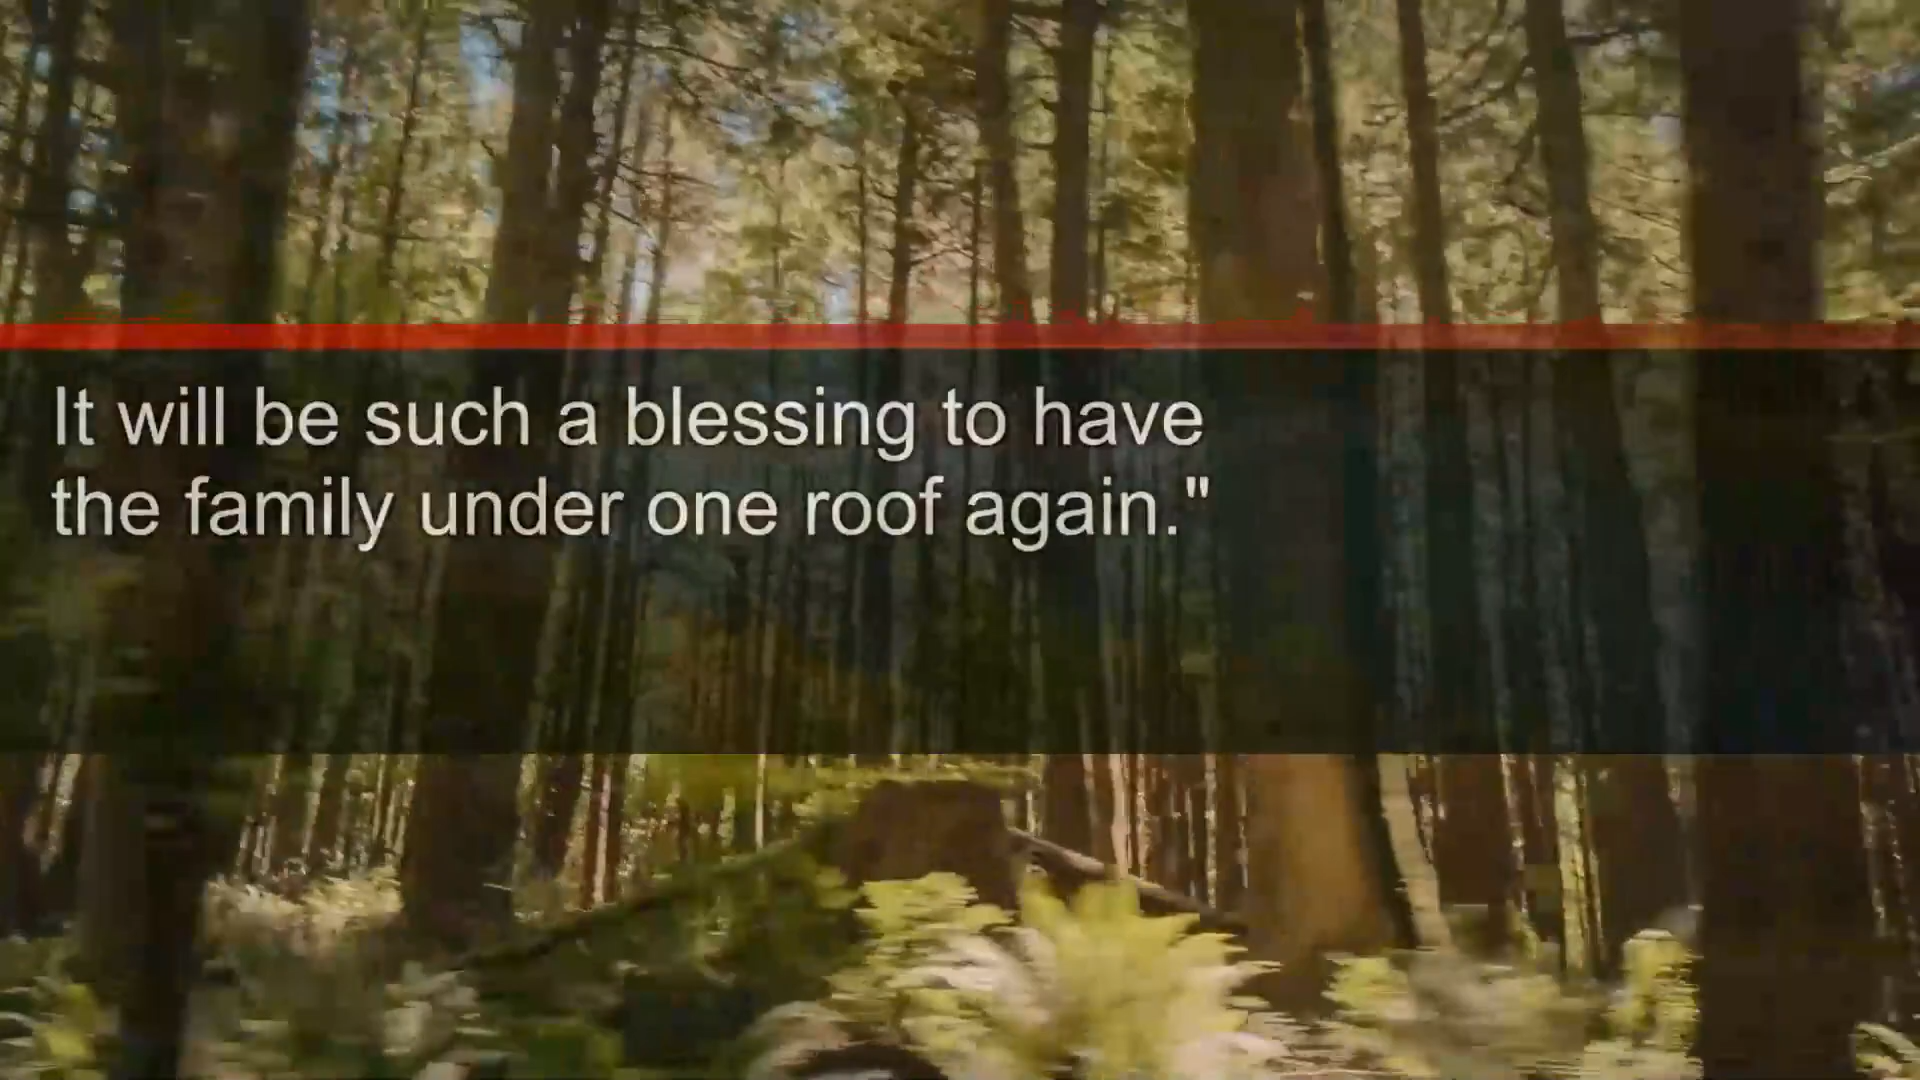 It will be such a blessing to have
the family under one roof again."